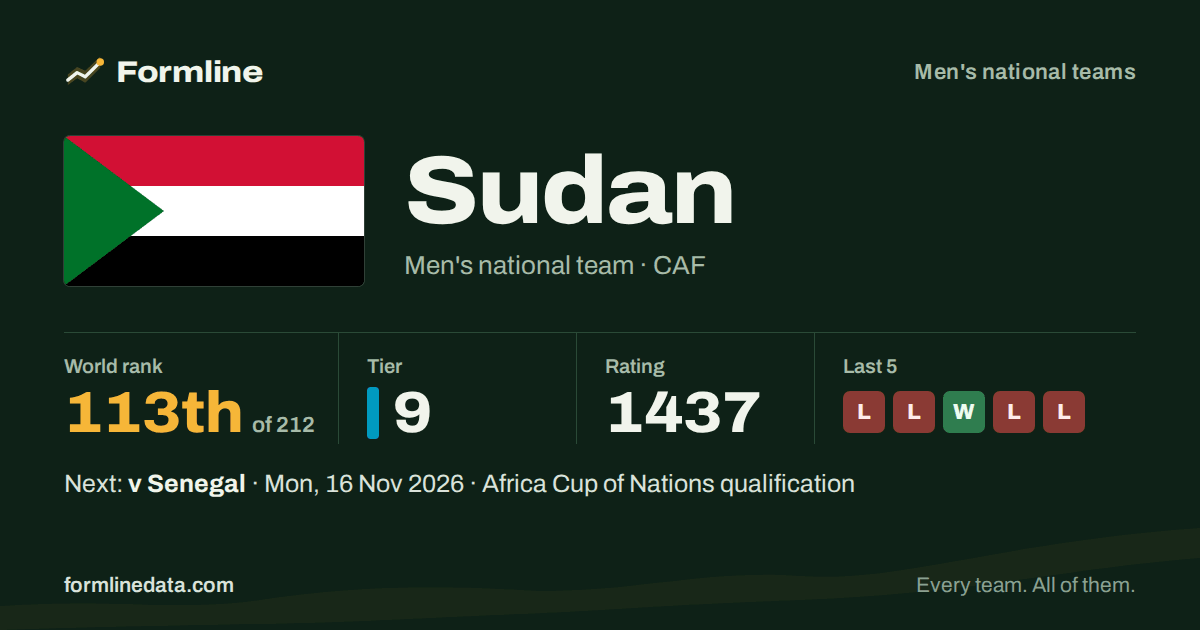 Formline
Men's national teams
Sudan
Men's national team · CAF
World rank
113th of 212
Tier
9
Rating
1437
Last 5
L L W L L
Next: v Senegal · Mon, 16 Nov 2026 · Africa Cup of Nations qualification
formlinedata.com
Every team. All of them.